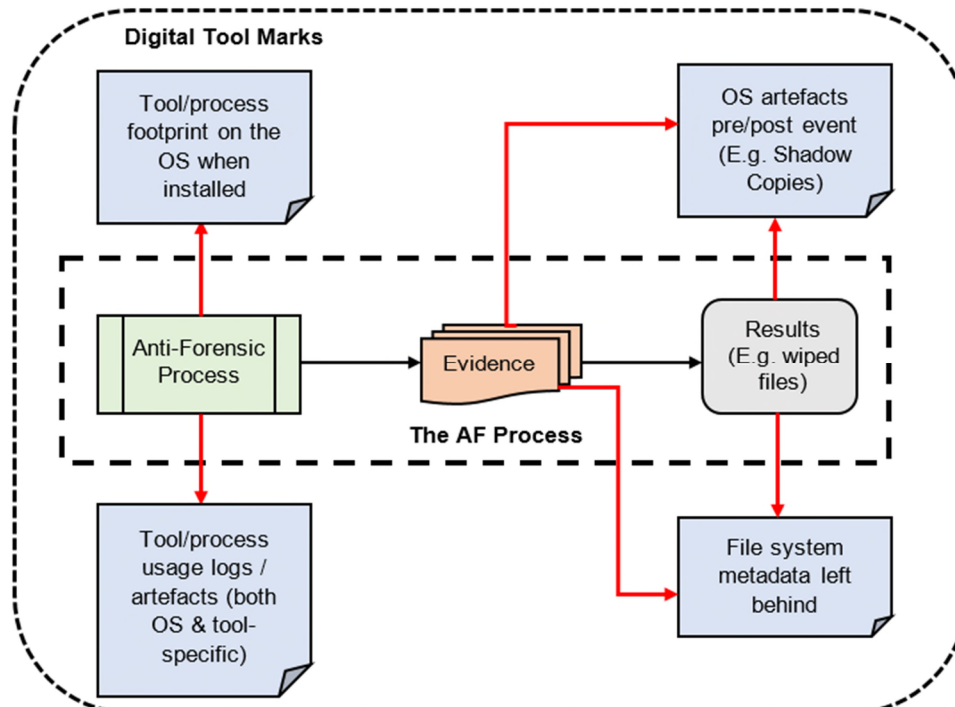 Digital Tool Marks
Tool/process
footprint on the
OS when
installed
OS artefacts
pre/post event
(E.g. Shadow
Copies)
Anti-Forensic
Process
Evidence
Results
(E.g. wiped
files)
The AF Process
Tool/process
usage logs /
artefacts (both
OS & tool-
specific)
File system
metadata left
behind